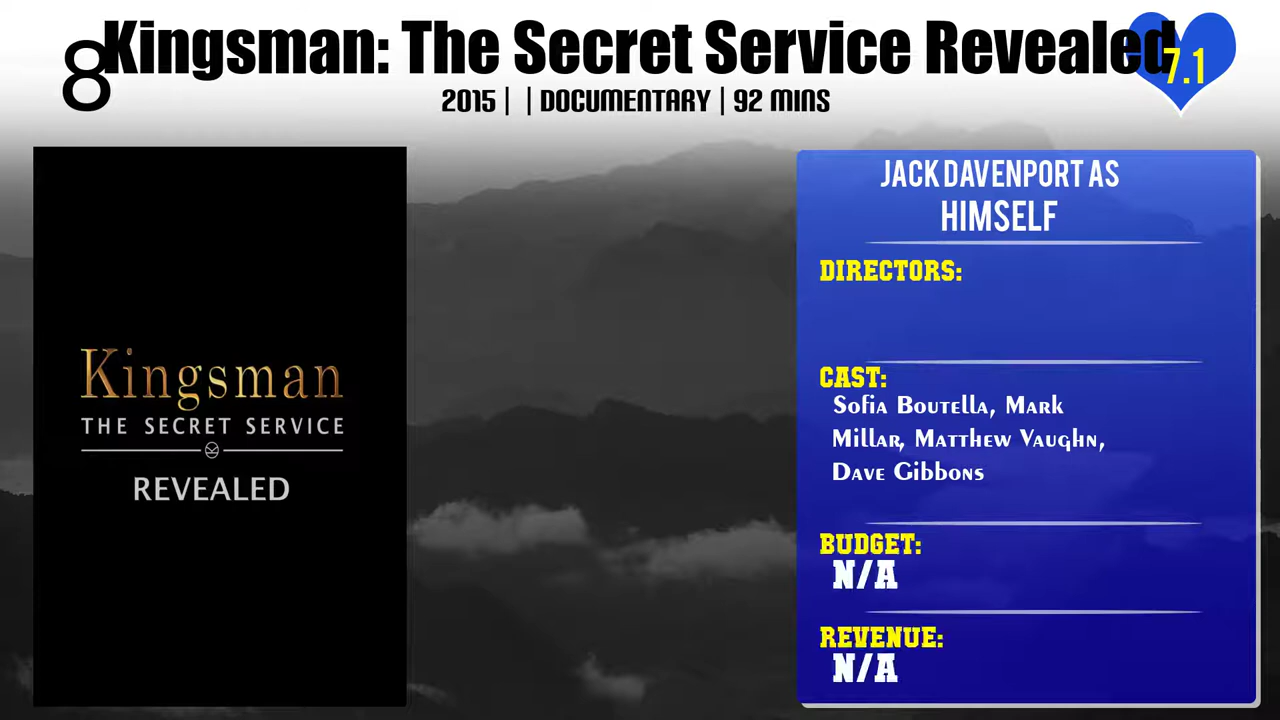 8
Kingsman: The Secret Service Revealed
7.1
2015 | | DOCUMENTARY | 92 MINS
Kingsman
THE SECRET SERVICE
REVEALED
JACK DAVENPORT AS
HIMSELF
DIRECTORS:
CAST:
Sofia Boutella, Mark
Millar, Matthew Vaughn,
Dave Gibbons
BUDGET:
N/A
REVENUE:
N/A